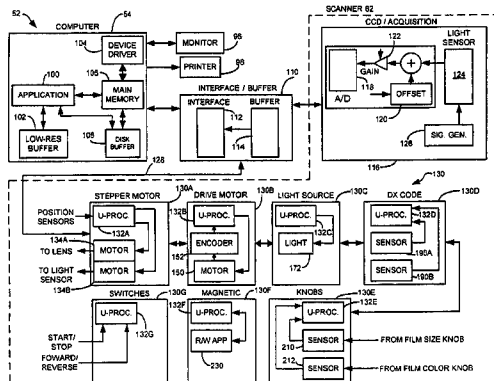 52
54
SCANNER 62
COMPUTER
104
DEVICE DRIVER
MONITOR
96
PRINTER
98
100
106
APPLICATION
MAIN MEMORY
102
LOW-RES BUFFER
108
DISK BUFFER
128
INTERFACE / BUFFER
110
INTERFACE
BUFFER
112
114
CCD / ACQUISITION
122
LIGHT SENSOR
GAIN
118
A/D
OFFSET
120
124
126
SIG. GEN.
116
130
STEPPER MOTOR
130A
POSITION SENSORS
U-PROC.
132A
134A
TO LENS
MOTOR
TO LIGHT SENSOR
MOTOR
134B
DRIVE MOTOR
130B
132B
U-PROC.
ENCODER
152
MOTOR
150
LIGHT SOURCE
130C
U-PROC.
132C
LIGHT
172
DX CODE
130D
U-PROC.
132D
SENSOR
190A
SENSOR
190B
SWITCHES
130G
U-PROC.
132G
START/ STOP
FOWARD/ REVERSE
MAGNETIC
130F
132F
U-PROC.
R/W APP
230
KNOBS
130E
132E
U-PROC.
210
SENSOR
FROM FILM SIZE KNOB
212
SENSOR
FROM FILM COLOR KNOB